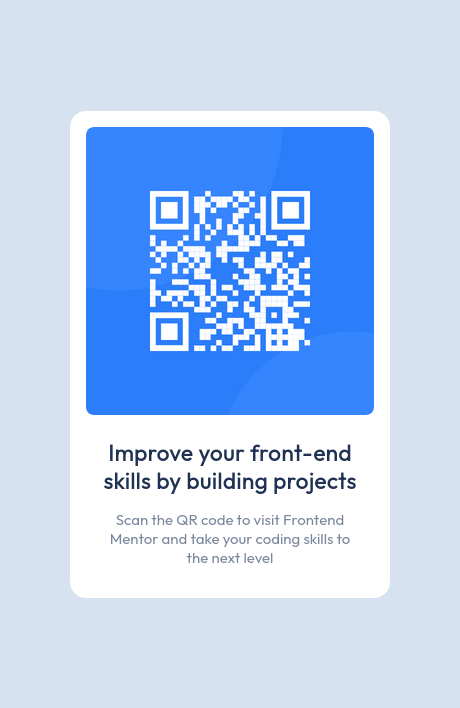 Improve your front-end
skills by building projects
Scan the QR code to visit Frontend
Mentor and take your coding skills to
the next level